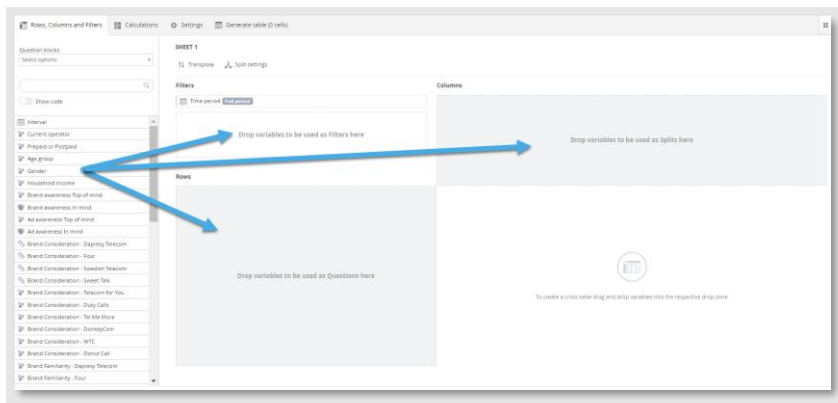 Rows, Columns and Filters
Calculations
Settings
Generate table (0 cells)
Question blocks
Select options
Show code
Interval
Current operator
Prepaid or Postpaid
Age group
Gender
Household income
Brand awareness Top of mind
Brand awareness In mind
Ad awareness Top of mind
Ad awareness In mind
Brand Consideration - Dapresy Telecom
Brand Consideration - Four
Brand Consideration - Swedish Telecom
Brand Consideration - Sweet Talk
Brand Consideration - Telecom for You
Brand Consideration - Duty Calls
Brand Consideration - Tel Me More
Brand Consideration - DonkeyCom
Brand Consideration - WTC
Brand Consideration - Donut Call
Brand Familiarity - Dapresy Telecom
Brand Familiarity - Four
SHEET 1
Transpose
Split settings
Filters
Time period Full period
Drop variables to be used as Filters here
Columns
Drop variables to be used as Splits here
Rows
Drop variables to be used as Questions here
To create a cross table drag and drop variables into the respective drop zone